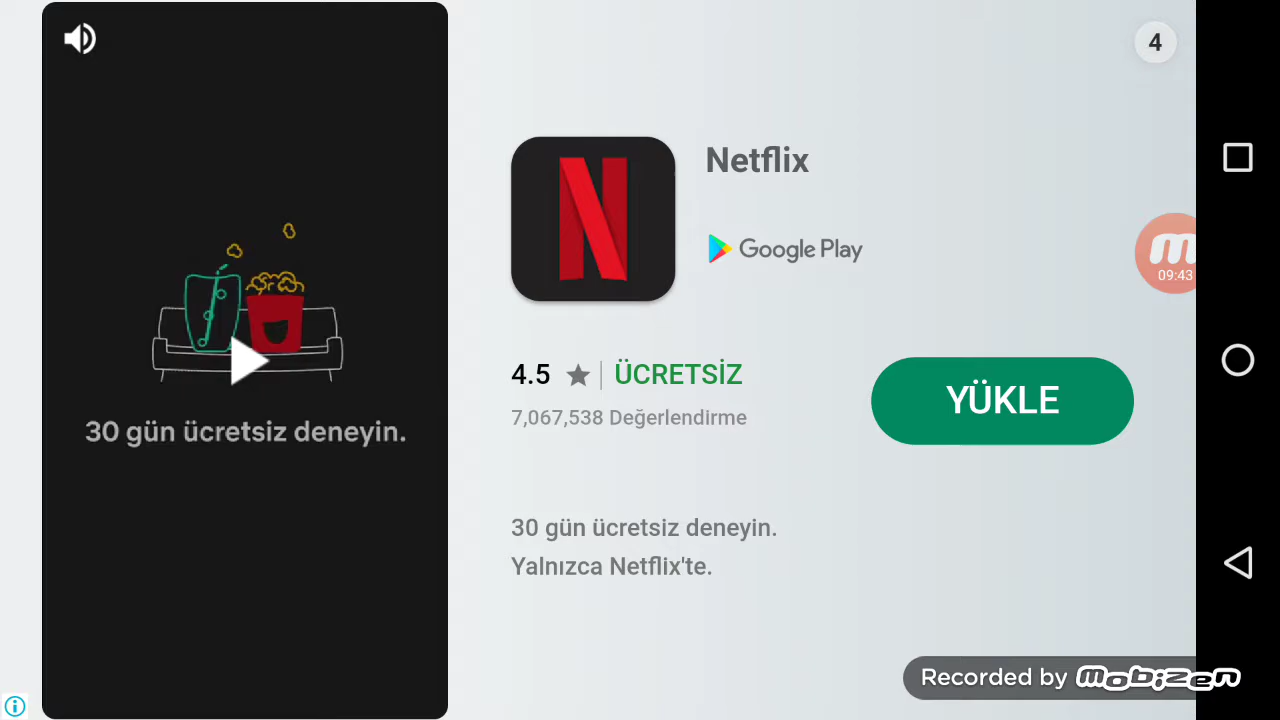 4
Netflix
Google Play
09:43
4.5 ÜCRETSİZ
7,067,538 Değerlendirme
YÜKLE
30 gün ücretsiz deneyin.
30 gün ücretsiz deneyin.
Yalnızca Netflix'te.
Recorded by mobizen